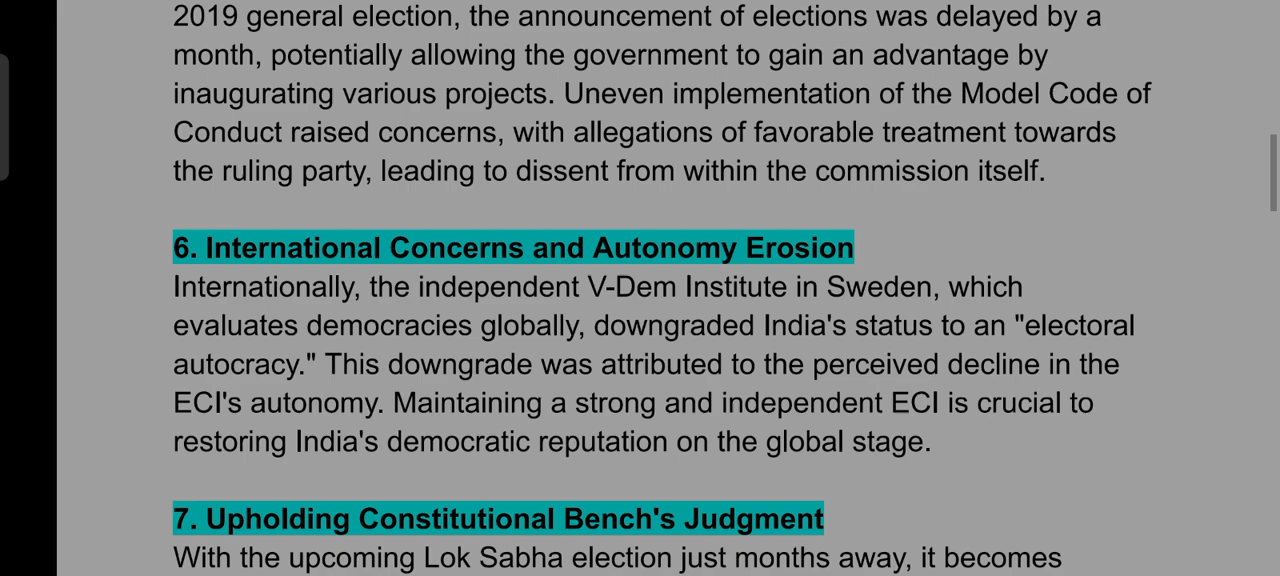 2019 general election, the announcement of elections was delayed by a
month, potentially allowing the government to gain an advantage by
inaugurating various projects. Uneven implementation of the Model Code of
Conduct raised concerns, with allegations of favorable treatment towards
the ruling party, leading to dissent from within the commission itself.
6. International Concerns and Autonomy Erosion
Internationally, the independent V-Dem Institute in Sweden, which
evaluates democracies globally, downgraded India's status to an "electoral
autocracy." This downgrade was attributed to the perceived decline in the
ECI's autonomy. Maintaining a strong and independent ECI is crucial to
restoring India's democratic reputation on the global stage.
7. Upholding Constitutional Bench's Judgment
With the upcoming Lok Sabha election just months away, it becomes